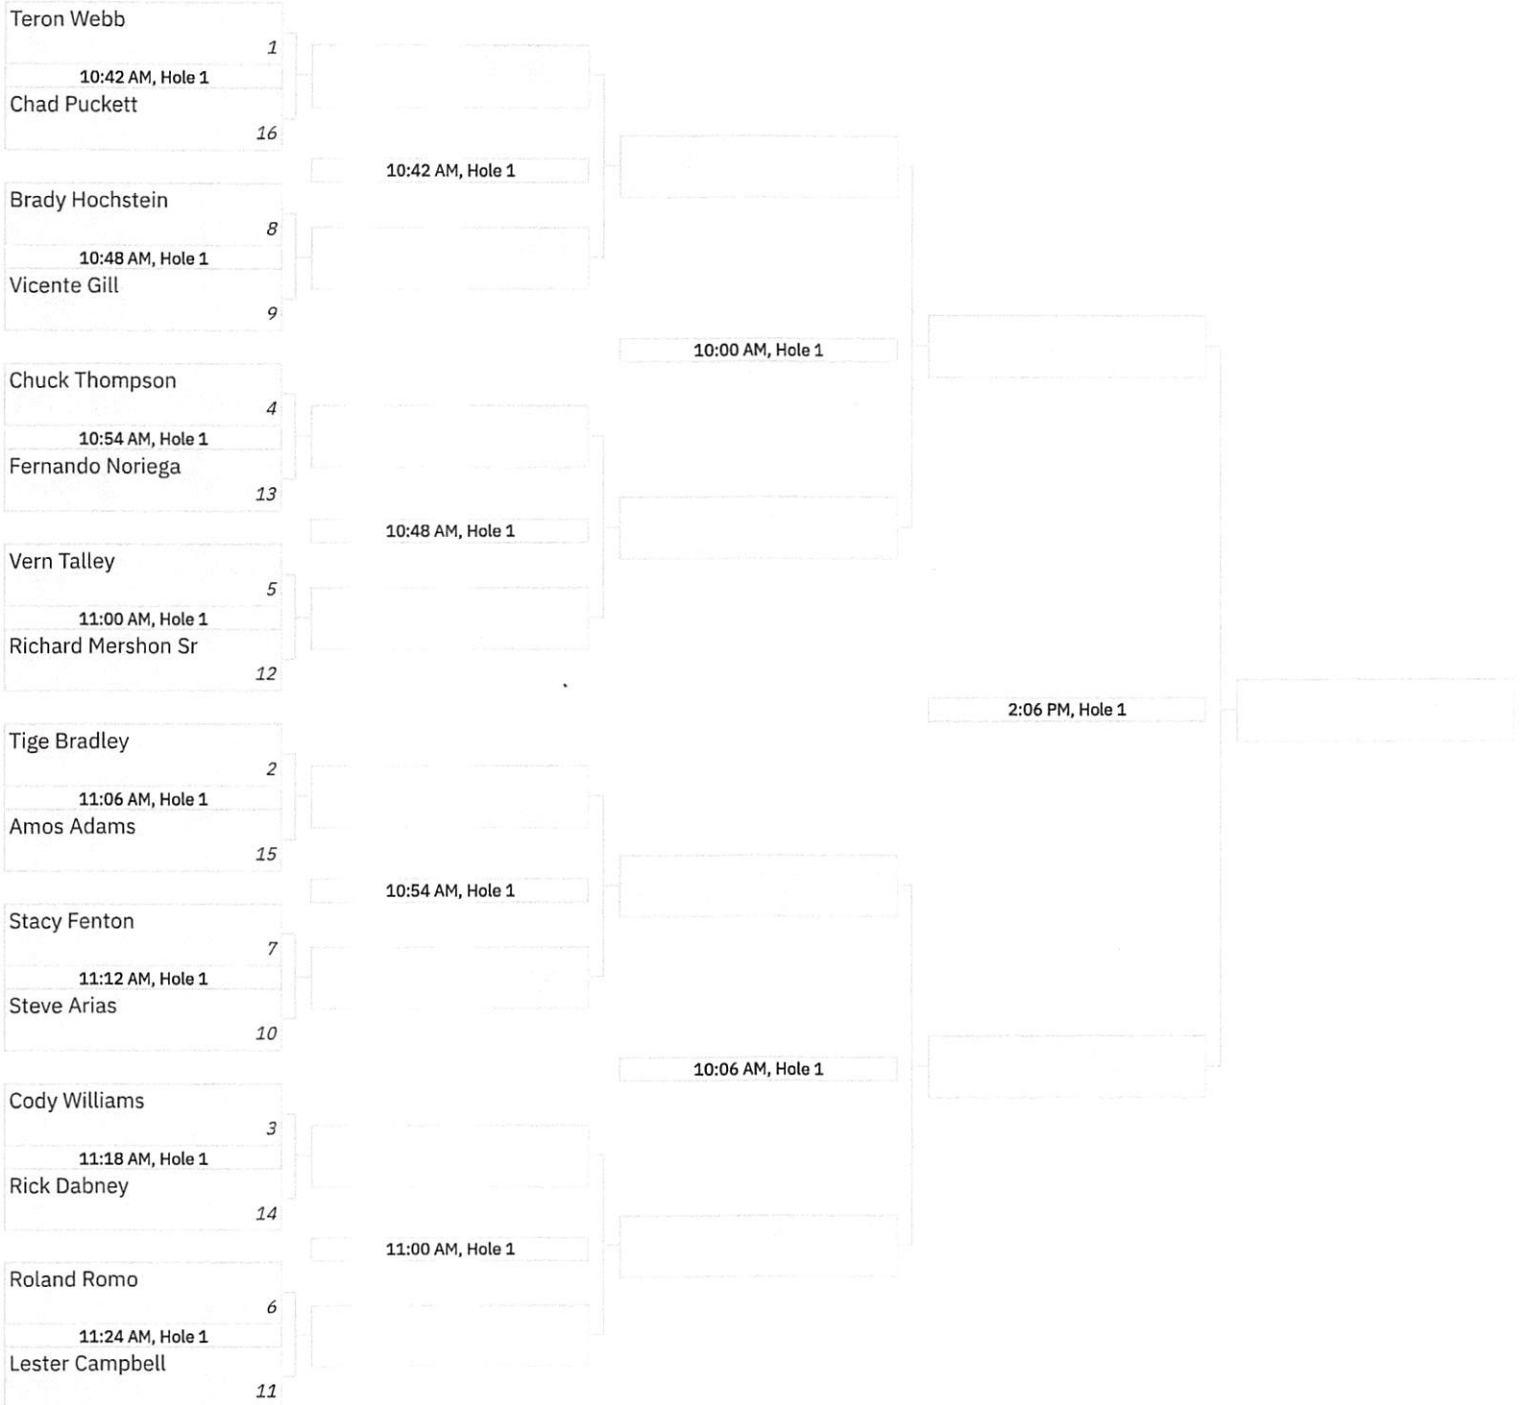 Teron Webb
1
10:42 AM, Hole 1
Chad Puckett
16
Brady Hochstein
8
10:48 AM, Hole 1
Vicente Gill
9
Chuck Thompson
4
10:54 AM, Hole 1
Fernando Noriega
13
Vern Talley
5
11:00 AM, Hole 1
Richard Mershon Sr
12
Tige Bradley
2
11:06 AM, Hole 1
Amos Adams
15
Stacy Fenton
7
11:12 AM, Hole 1
Steve Arias
10
Cody Williams
3
11:18 AM, Hole 1
Rick Dabney
14
Roland Romo
6
11:24 AM, Hole 1
Lester Campbell
11
10:42 AM, Hole 1
10:48 AM, Hole 1
10:54 AM, Hole 1
11:00 AM, Hole 1
10:00 AM, Hole 1
10:06 AM, Hole 1
2:06 PM, Hole 1